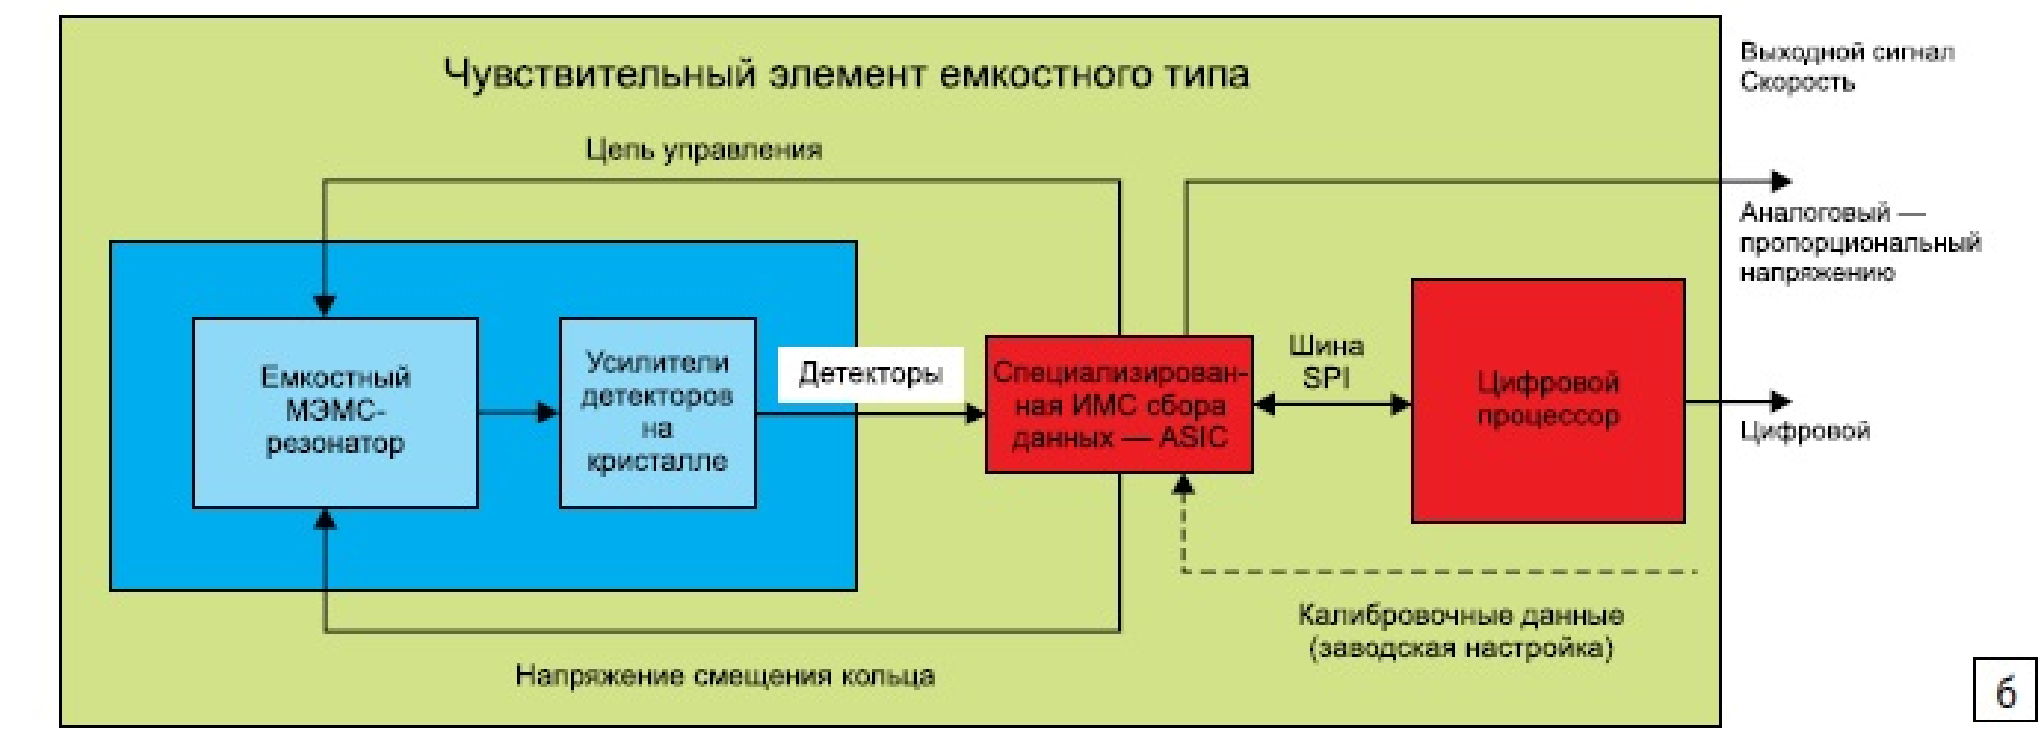 Чувствительный элемент емкостного типа
Выходной сигнал
Скорость
Цепь управления
Аналоговый —
пропорциональный
напряжению
Емкостный
МЭМС-
резонатор
Усилители
детекторов
на
кристалле
Детекторы
Специализирован-
ная ИМС сбора
данных — ASIC
Шина
SPI
Цифровой
процессор
Цифровой
Калибровочные данные
(заводская настройка)
Напряжение смещения кольца
б